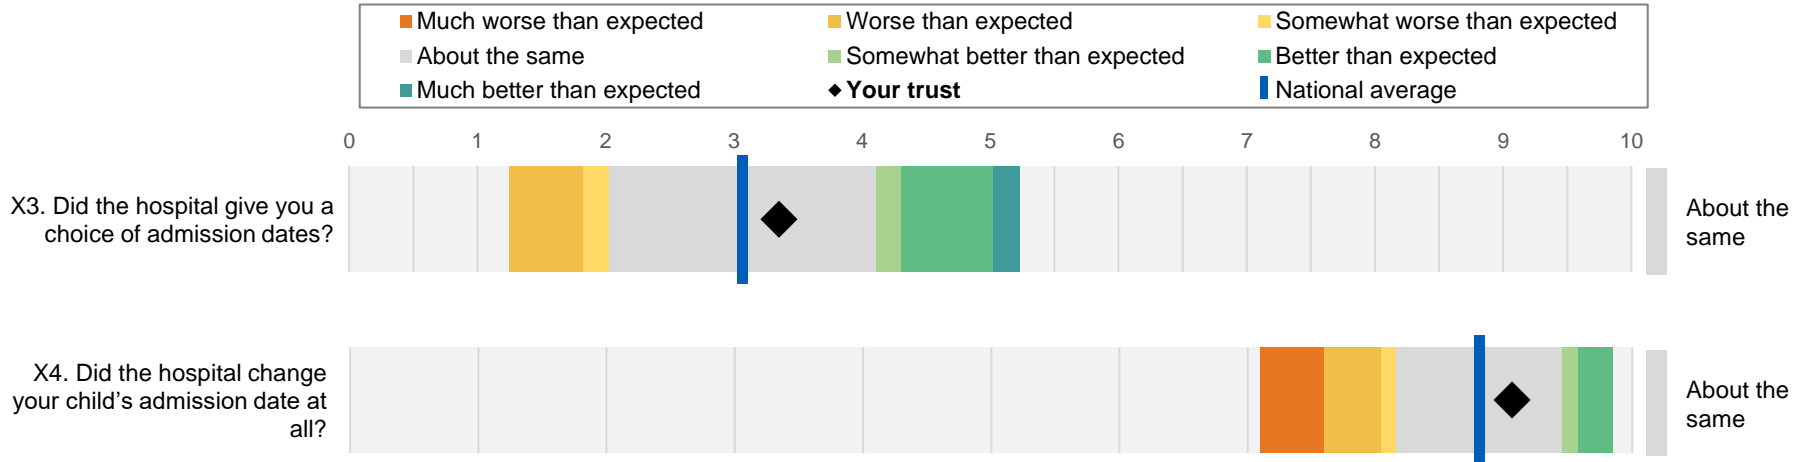 Much worse than expected Worse than expected Somewhat worse than expected
About the same Somewhat better than expected Better than expected
Much better than expected Your trust National average
0 1 2 3 4 5 6 7 8 9 10
X3. Did the hospital give you a
choice of admission dates?
About the
same
X4. Did the hospital change
your child’s admission date at
all?
About the
same